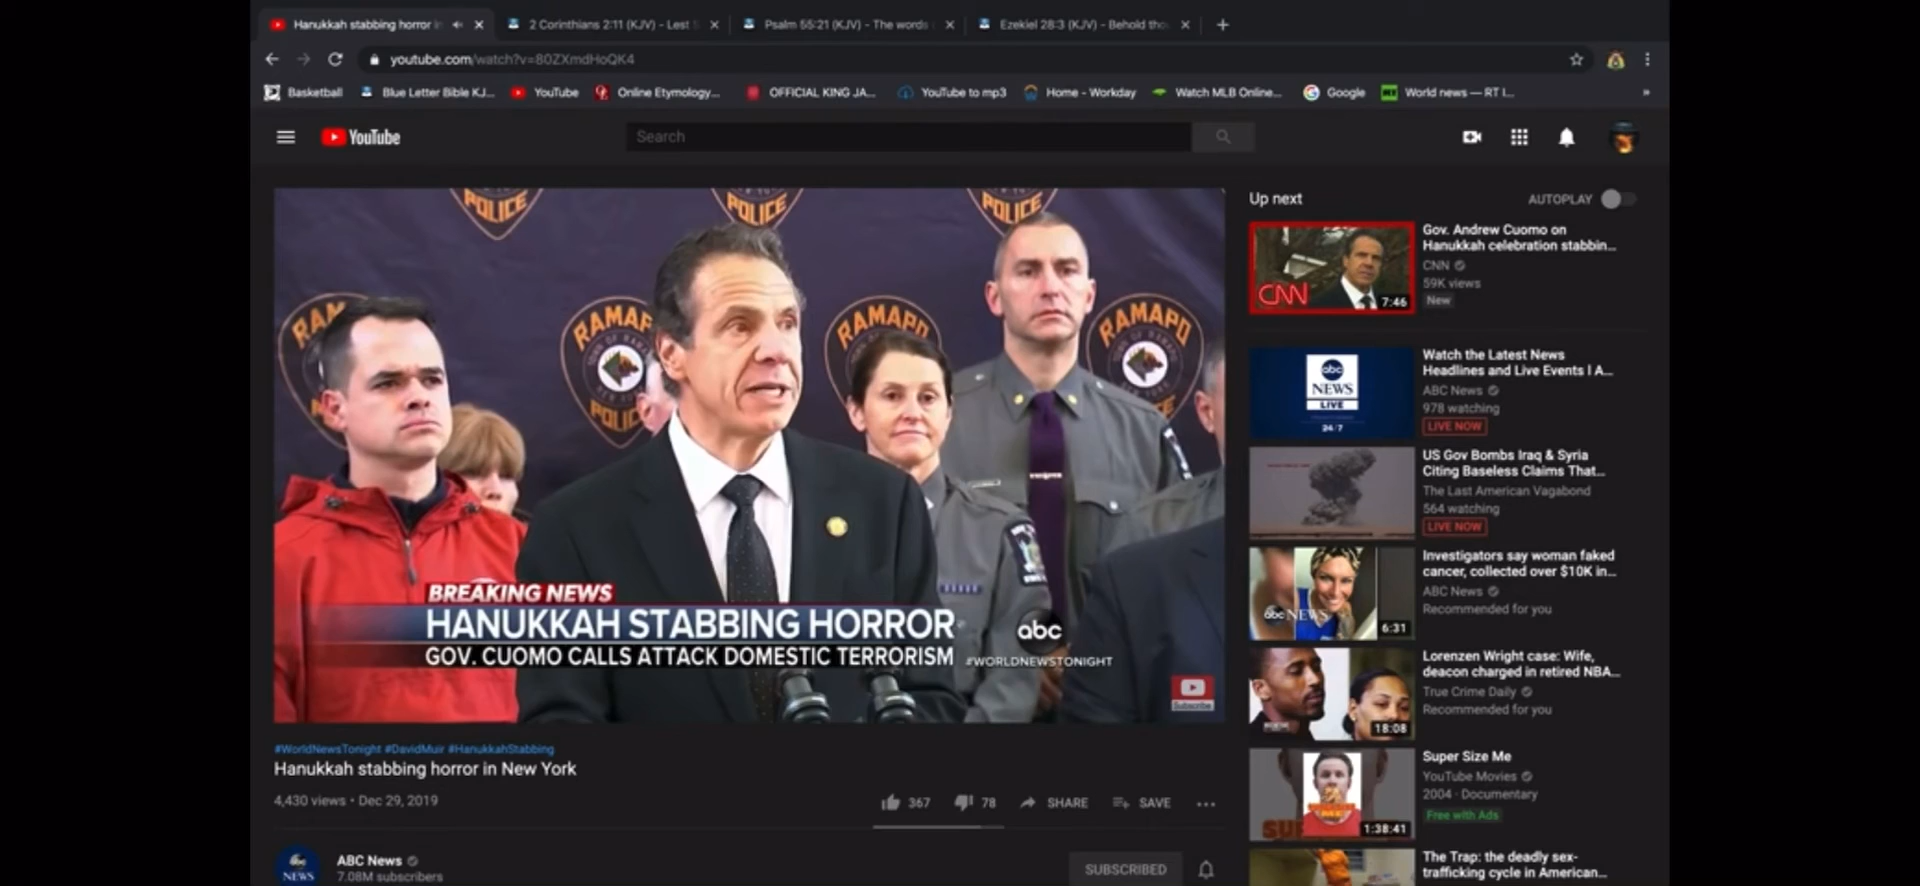 Hanukkah stabbing horror in
2 Corinthians 2:11 (KJV) - Lest
Psalm 55:21 (KJV) - The words
Ezekiel 28:3 (KJV) - Behold tho
youtube.com/watch?v=80ZXmdHoQK4
Basketball
Blue Letter Bible KJ...
YouTube
Online Etymology...
OFFICIAL KING JA...
YouTube to mp3
Home - Workday
Watch MLB Online...
Google
World news — RT I...
YouTube
Search
POLICE
POLICE
POLICE
RAMAPO
RAMAPO
BREAKING NEWS
HANUKKAH STABBING HORROR
GOV. CUOMO CALLS ATTACK DOMESTIC TERRORISM
abc
#WORLDNEWSTONIGHT
Subscribe
#WorldNewsTonight #DavidMuir #HanukkahStabbing
Hanukkah stabbing horror in New York
4,430 views • Dec 29, 2019
367
78
SHARE
SAVE
abc
NEWS
ABC News
7.08M subscribers
SUBSCRIBED
Up next
AUTOPLAY
CNN
7:46
Gov. Andrew Cuomo on
Hanukkah celebration stabbin...
CNN
59K views
New
abc
NEWS
LIVE
24/7
Watch the Latest News
Headlines and Live Events I A...
ABC News
978 watching
LIVE NOW
US Gov Bombs Iraq & Syria
Citing Baseless Claims That...
The Last American Vagabond
564 watching
LIVE NOW
abc NEWS
6:31
Investigators say woman faked
cancer, collected over $10K in...
ABC News
Recommended for you
18:08
Lorenzen Wright case: Wife,
deacon charged in retired NBA...
True Crime Daily
Recommended for you
1:38:41
Super Size Me
YouTube Movies
2004 · Documentary
Free with Ads
The Trap: the deadly sex-
trafficking cycle in American...